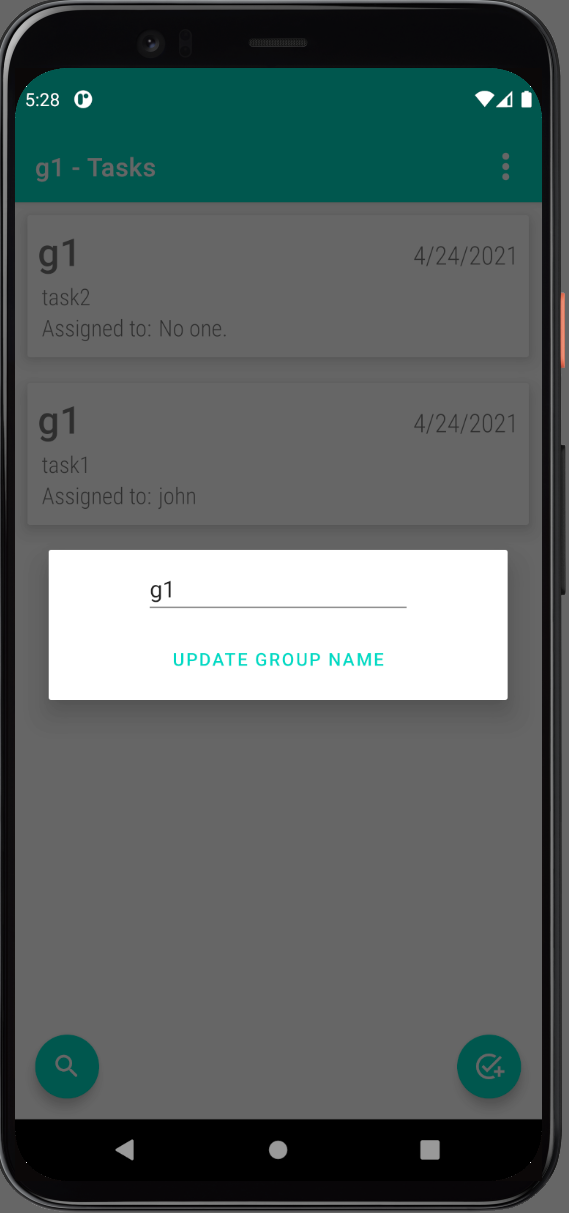 5:28
g1 - Tasks
g1
4/24/2021
task2
Assigned to: No one.
g1
4/24/2021
task1
Assigned to: john
g1
UPDATE GROUP NAME